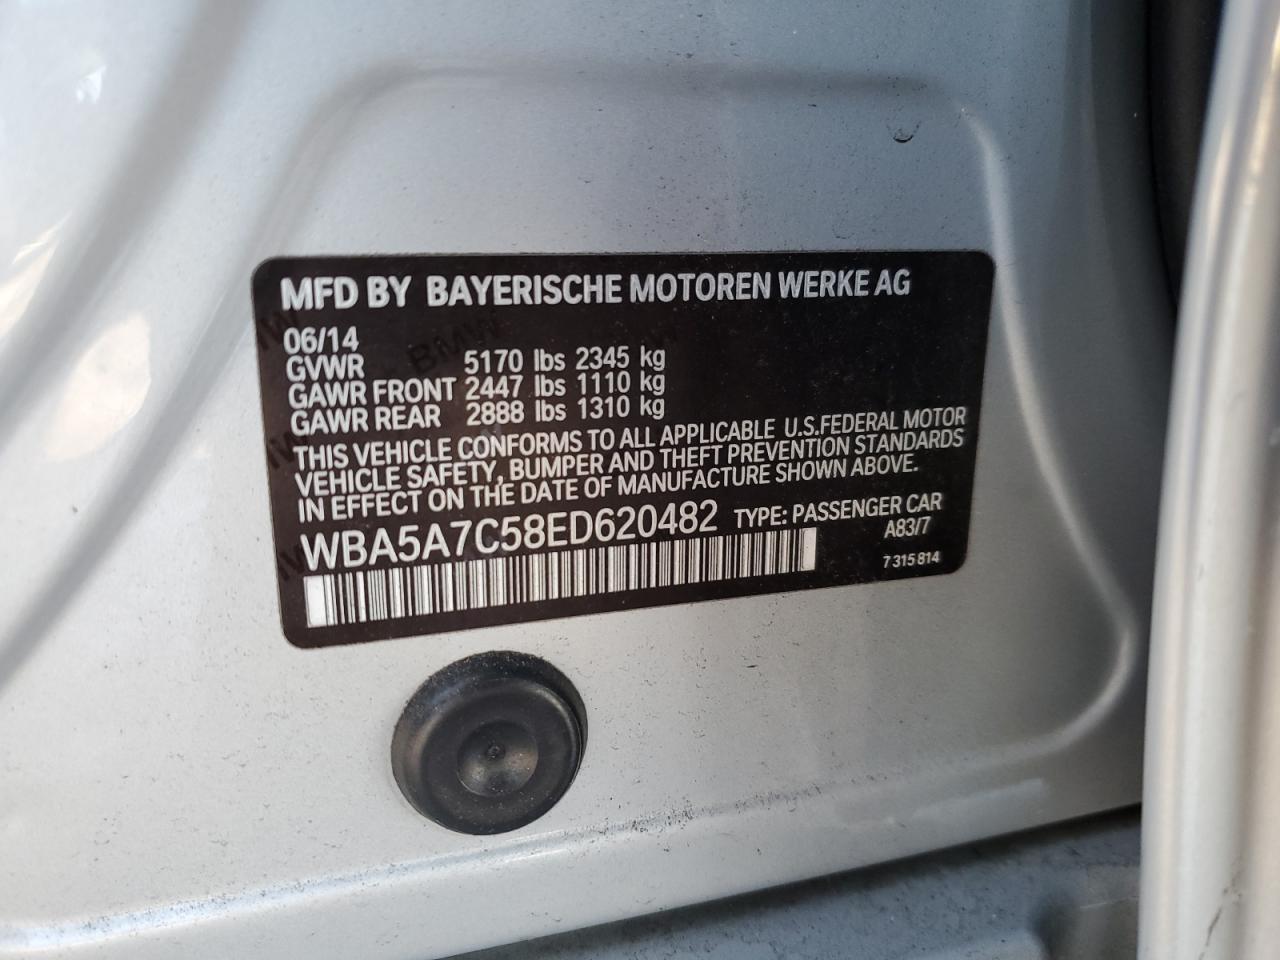 MFD BY BAYERISCHE MOTOREN WERKE AG
06/14
GVWR 5170 lbs 2345 kg
GAWR FRONT 2447 lbs 1110 kg
GAWR REAR 2888 lbs 1310 kg
THIS VEHICLE CONFORMS TO ALL APPLICABLE U.S.FEDERAL MOTOR
VEHICLE SAFETY, BUMPER AND THEFT PREVENTION STANDARDS
IN EFFECT ON THE DATE OF MANUFACTURE SHOWN ABOVE.
WBA5A7C58ED620482 TYPE: PASSENGER CAR
A83/7
7 315 814
BMW